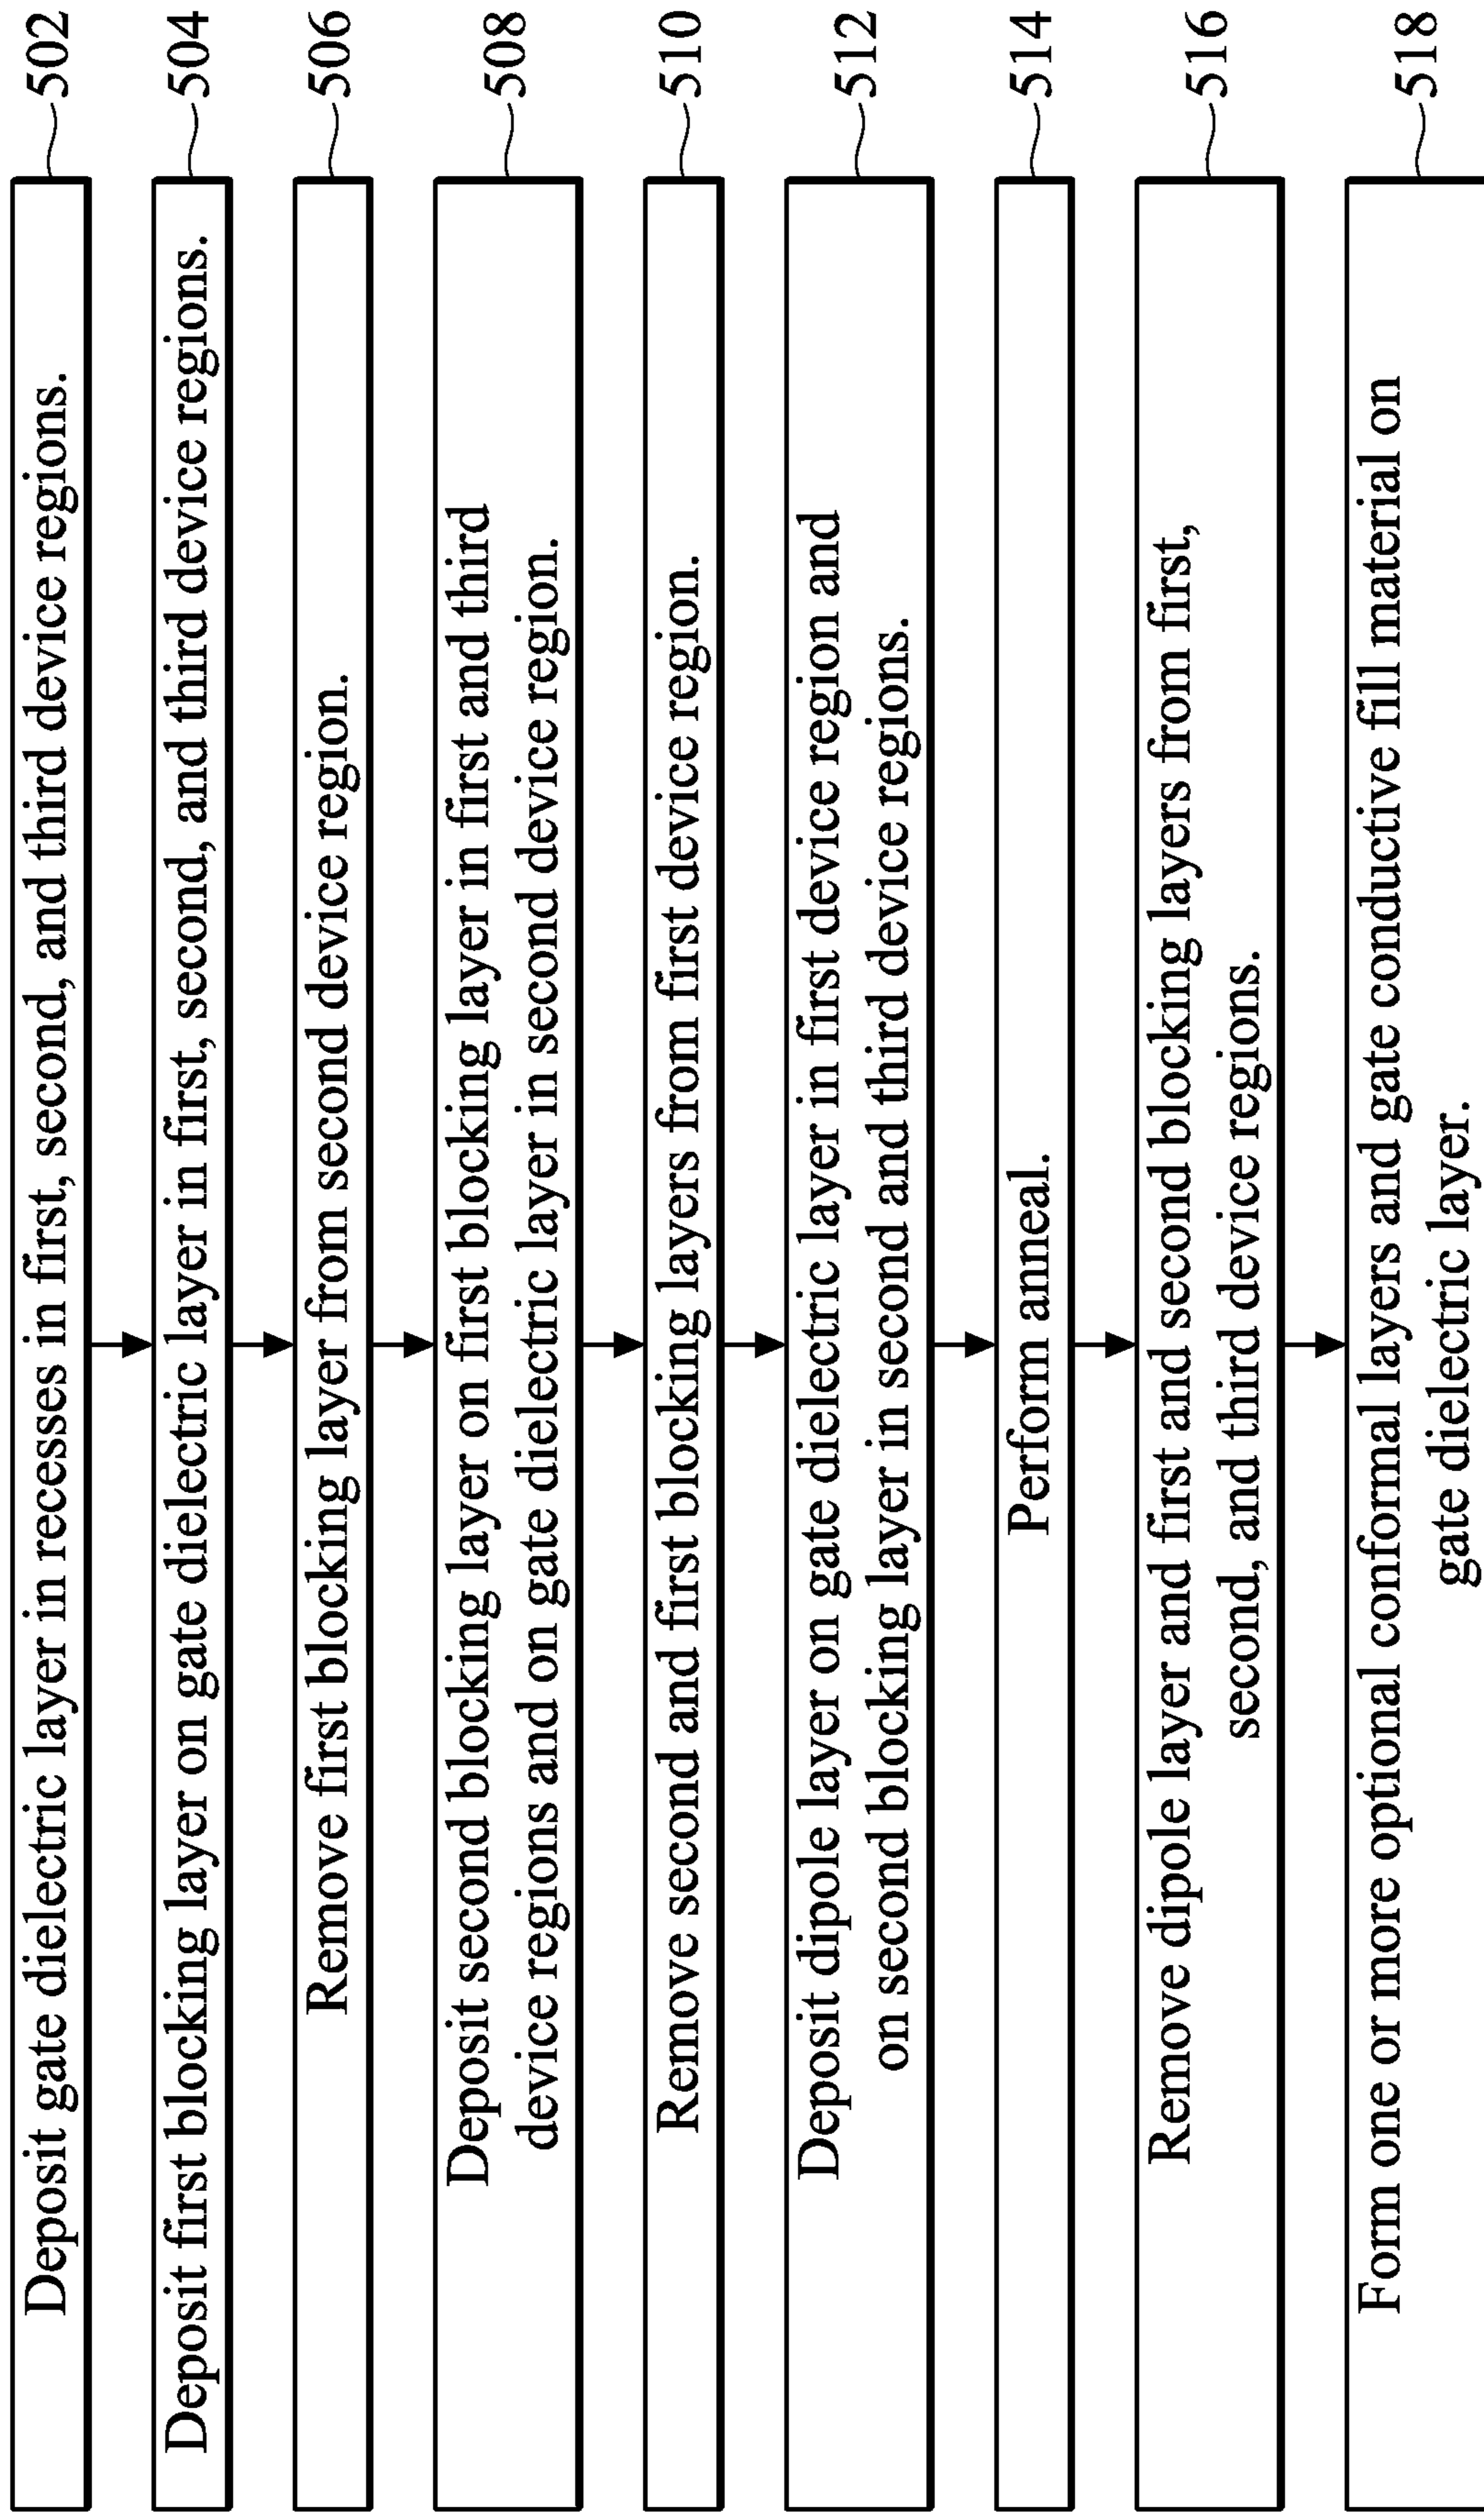 Deposit gate dielectric layer in recesses in first, second, and third device regions.
502
Deposit first blocking layer on gate dielectric layer in first, second, and third device regions.
504
Remove first blocking layer from second device region.
506
Deposit second blocking layer on first blocking layer in first and third
device regions and on gate dielectric layer in second device region.
508
Remove second and first blocking layers from first device region.
510
Deposit dipole layer on gate dielectric layer in first device region and
on second blocking layer in second and third device regions.
512
Perform anneal.
514
Remove dipole layer and first and second blocking layers from first,
second, and third device regions.
516
Form one or more optional conformal layers and gate conductive fill material on
gate dielectric layer.
518